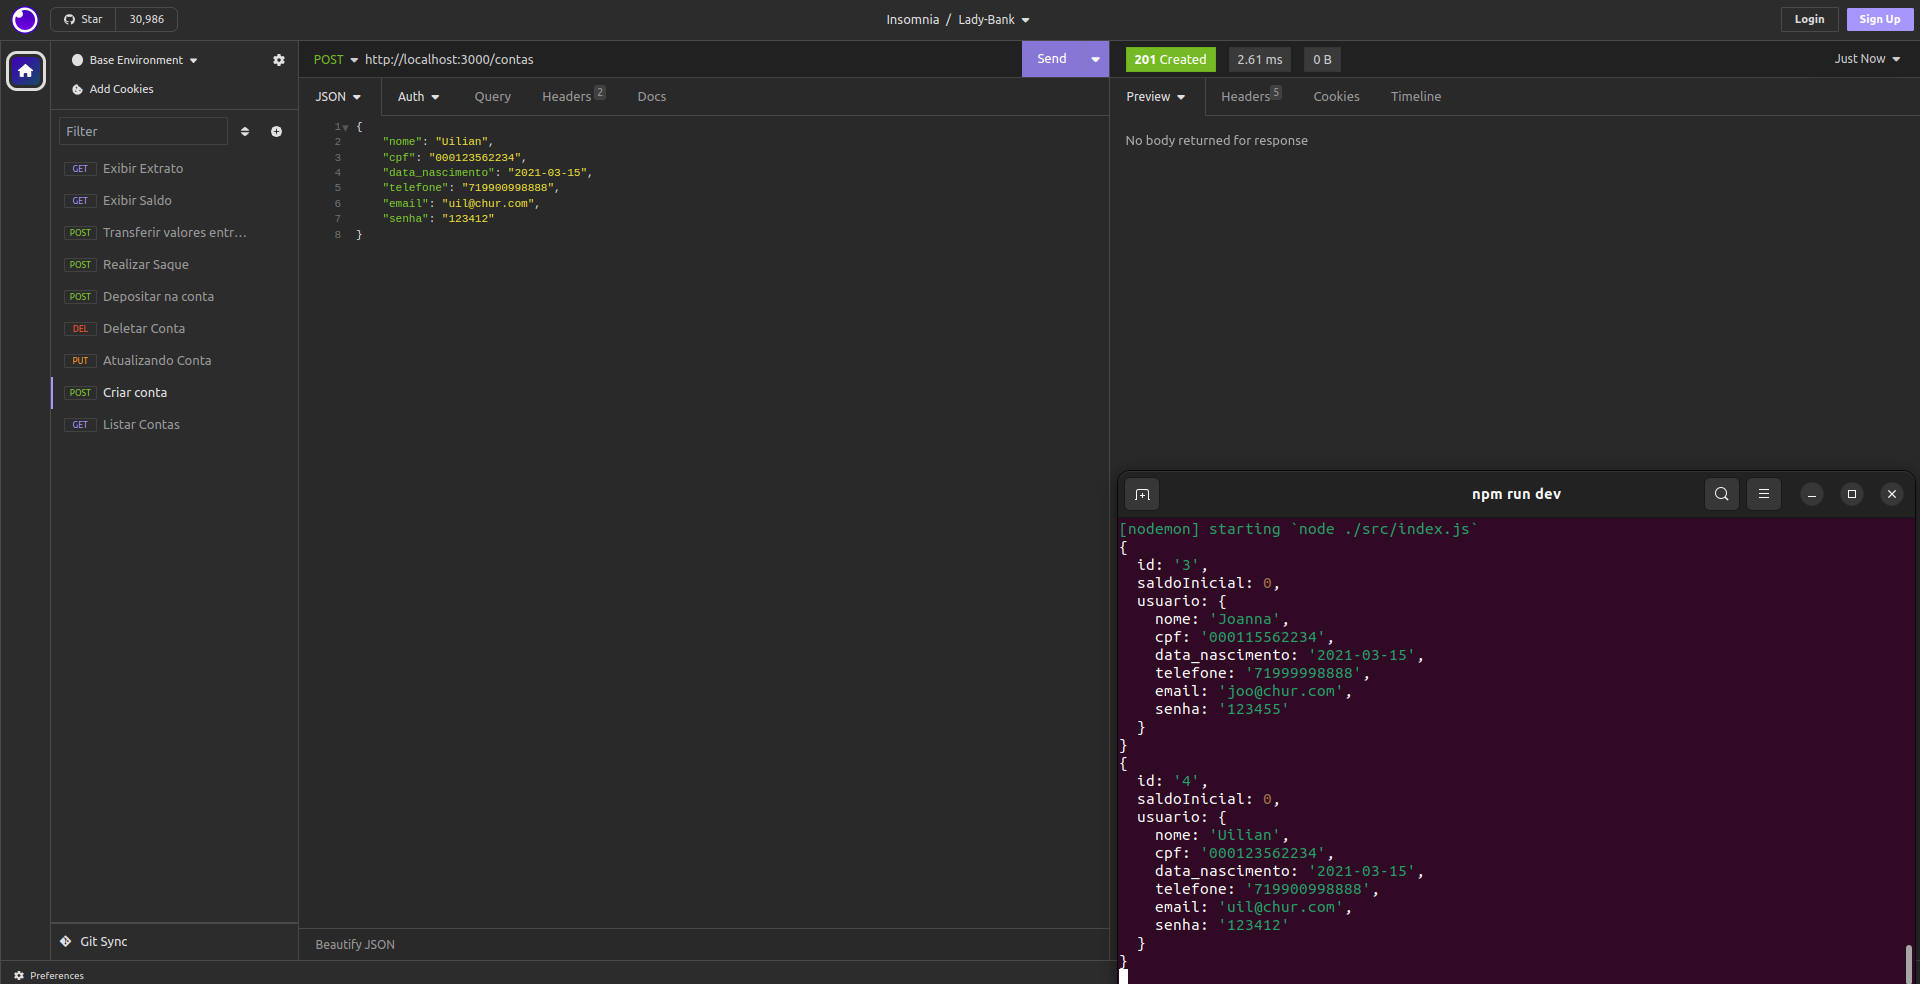 Star 30,986
Insomnia / Lady-Bank
Login
Sign Up
Base Environment
Add Cookies
Filter
GET Exibir Extrato
GET Exibir Saldo
POST Transferir valores entr...
POST Realizar Saque
POST Depositar na conta
DEL Deletar Conta
PUT Atualizando Conta
POST Criar conta
GET Listar Contas
Git Sync
Preferences
POST http://localhost:3000/contas
Send
JSON Auth Query Headers 2 Docs
1 {
2 "nome": "Uilian",
3 "cpf": "000123562234",
4 "data_nascimento": "2021-03-15",
5 "telefone": "719900998888",
6 "email": "uil@chur.com",
7 "senha": "123412"
8 }
Beautify JSON
201 Created 2.61 ms 0 B Just Now
Preview Headers 5 Cookies Timeline
No body returned for response
npm run dev
[nodemon] starting `node ./src/index.js`
{
id: '3',
saldoInicial: 0,
usuario: {
nome: 'Joanna',
cpf: '000115562234',
data_nascimento: '2021-03-15',
telefone: '71999998888',
email: 'joo@chur.com',
senha: '123455'
}
}
{
id: '4',
saldoInicial: 0,
usuario: {
nome: 'Uilian',
cpf: '000123562234',
data_nascimento: '2021-03-15',
telefone: '719900998888',
email: 'uil@chur.com',
senha: '123412'
}
}